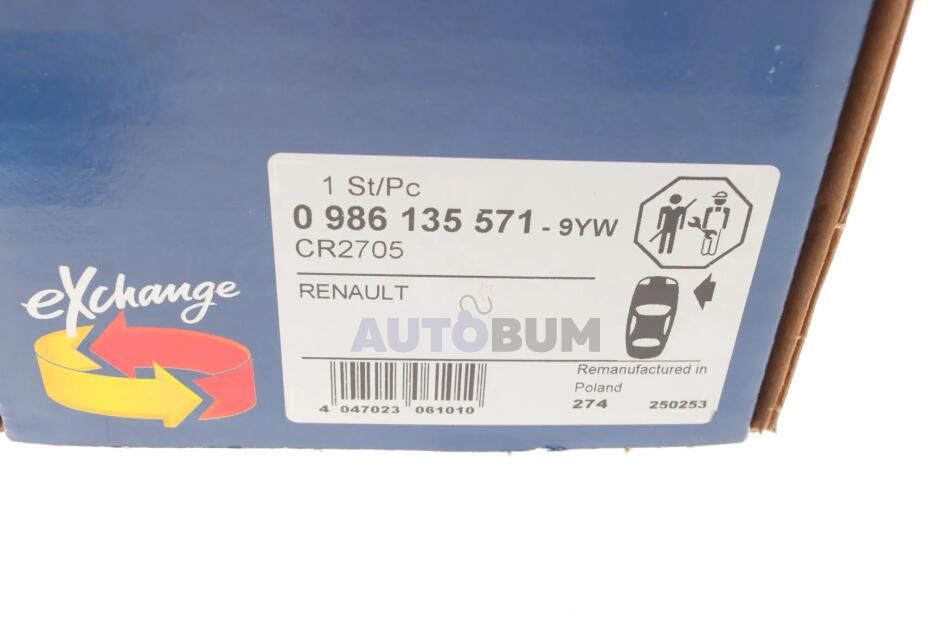 eXchange
1 St/Pc
0 986 135 571 - 9YW
CR2705
RENAULT
AUTOBUM
4 047023 061010
Remanufactured in
Poland
274 250253